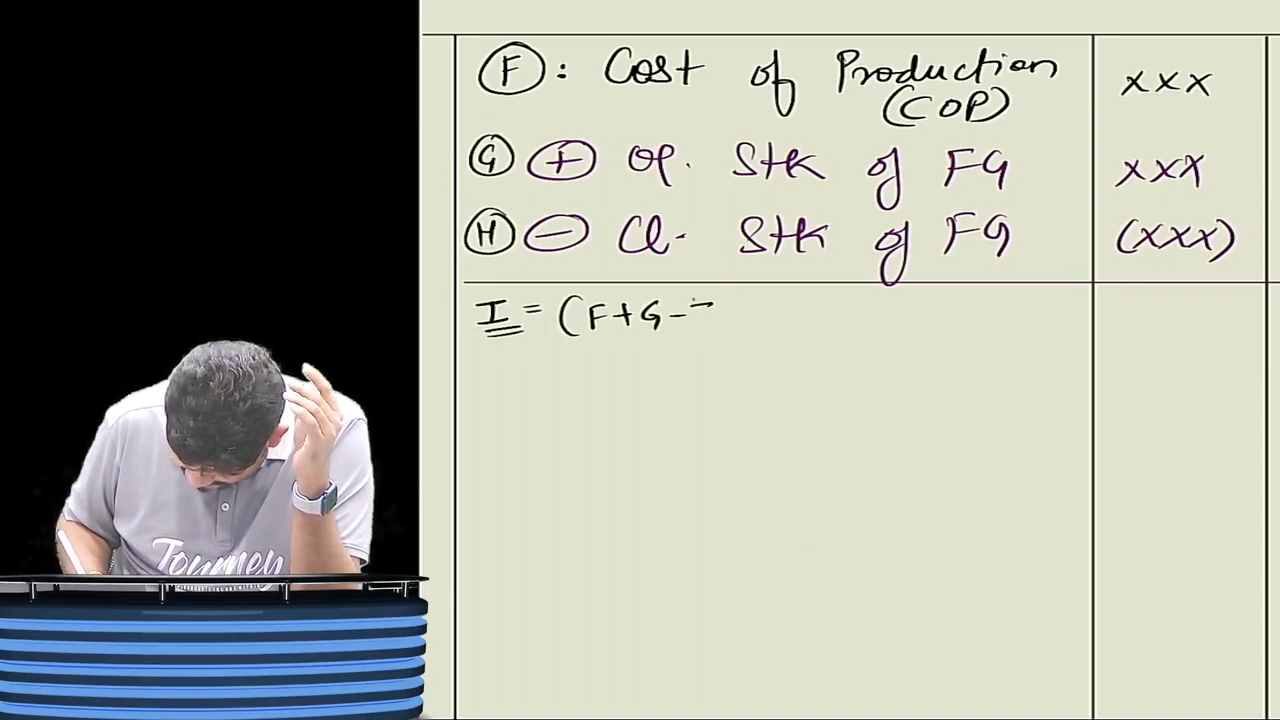 F : Cost of Production xxx
(COP)
G + Op. Stk of FG xxx
H - Cl. Stk of FG (xxx)
I = (F+G-
Journey